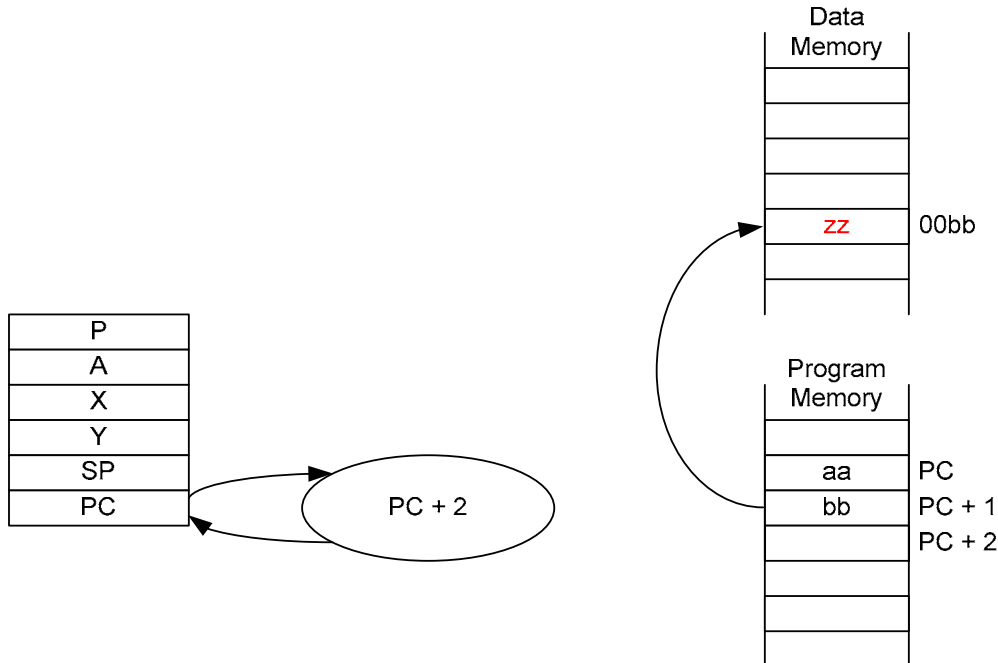 Data
Memory
zz 00bb
P
A
X
Y
SP
PC
PC + 2
Program
Memory
aa PC
bb PC + 1
PC + 2